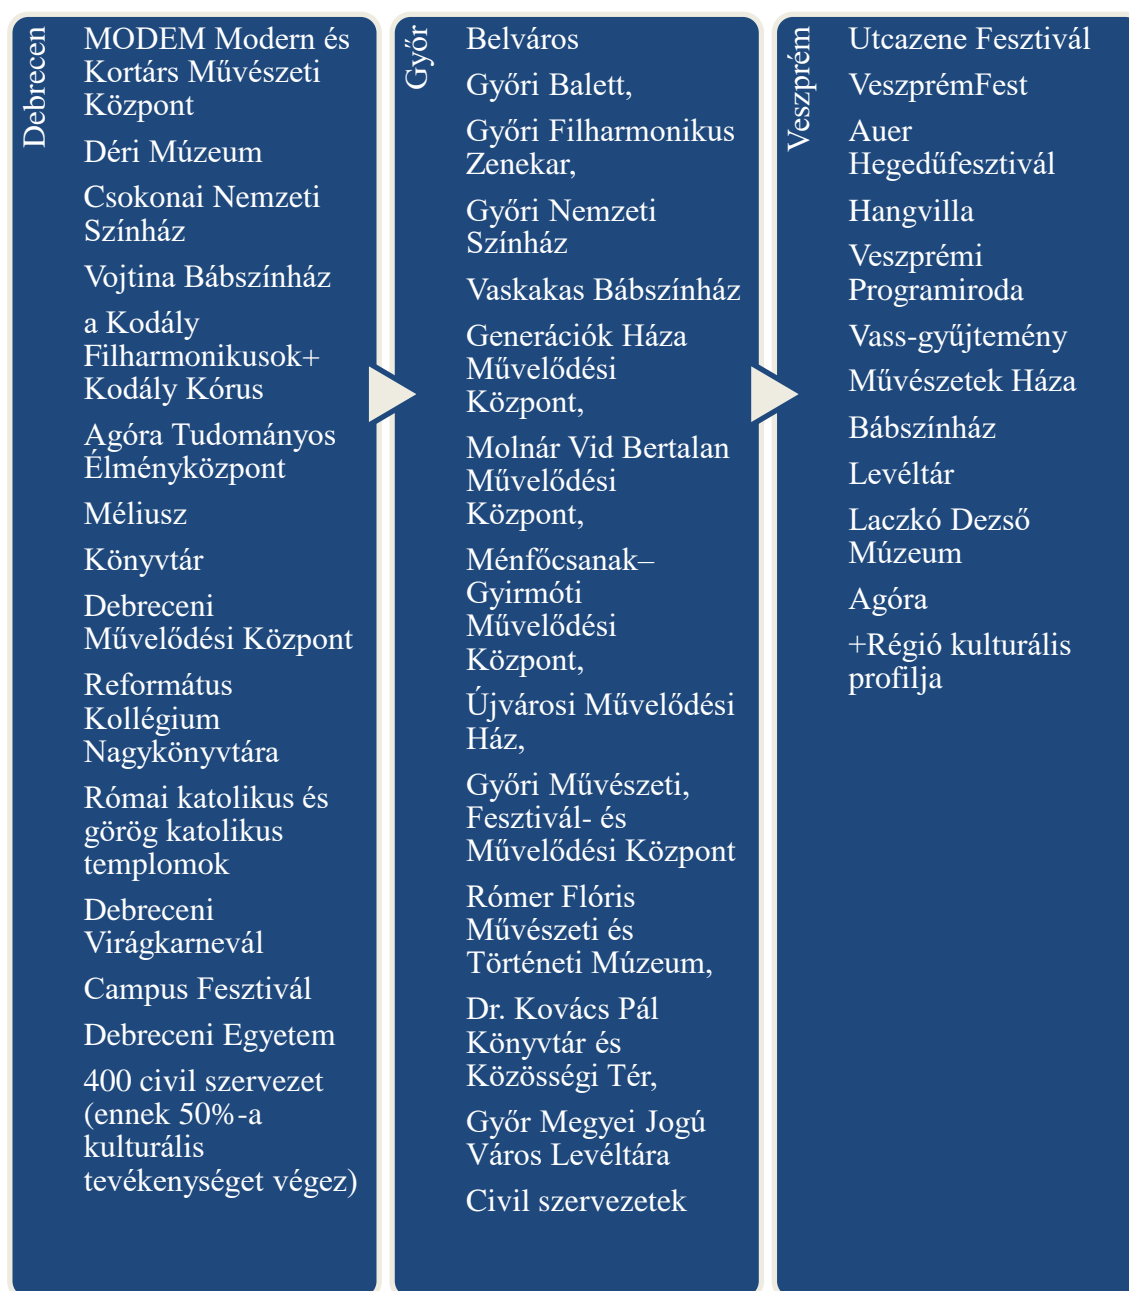 Debrecen
MODEM Modern és
Kortárs Művészeti
Központ
Déri Múzeum
Csokonai Nemzeti
Színház
Vojtina Bábszínház
a Kodály
Filharmonikusok+
Kodály Kórus
Agóra Tudományos
Élményközpont
Méliusz
Könyvtár
Debreceni
Művelődési Központ
Református
Kollégium
Nagykönyvtára
Római katolikus és
görög katolikus
templomok
Debreceni
Virágkarnevál
Campus Fesztivál
Debreceni Egyetem
400 civil szervezet
(ennek 50%-a
kulturális
tevékenységet végez)
Győr
Belváros
Győri Balett,
Győri Filharmonikus
Zenekar,
Győri Nemzeti
Színház
Vaskakas Bábszínház
Generációk Háza
Művelődési
Központ,
Molnár Vid Bertalan
Művelődési
Központ,
Ménfőcsanak–
Gyirmóti
Művelődési
Központ,
Újvárosi Művelődési
Ház,
Győri Művészeti,
Fesztivál- és
Művelődési Központ
Rómer Flóris
Művészeti és
Történeti Múzeum,
Dr. Kovács Pál
Könyvtár és
Közösségi Tér,
Győr Megyei Jogú
Város Levéltára
Civil szervezetek
Veszprém
Utcazene Fesztivál
VeszprémFest
Auer
Hegedűfesztivál
Hangvilla
Veszprémi
Programiroda
Vass-gyűjtemény
Művészetek Háza
Bábszínház
Levéltár
Laczkó Dezső
Múzeum
Agóra
+Régió kulturális
profilja